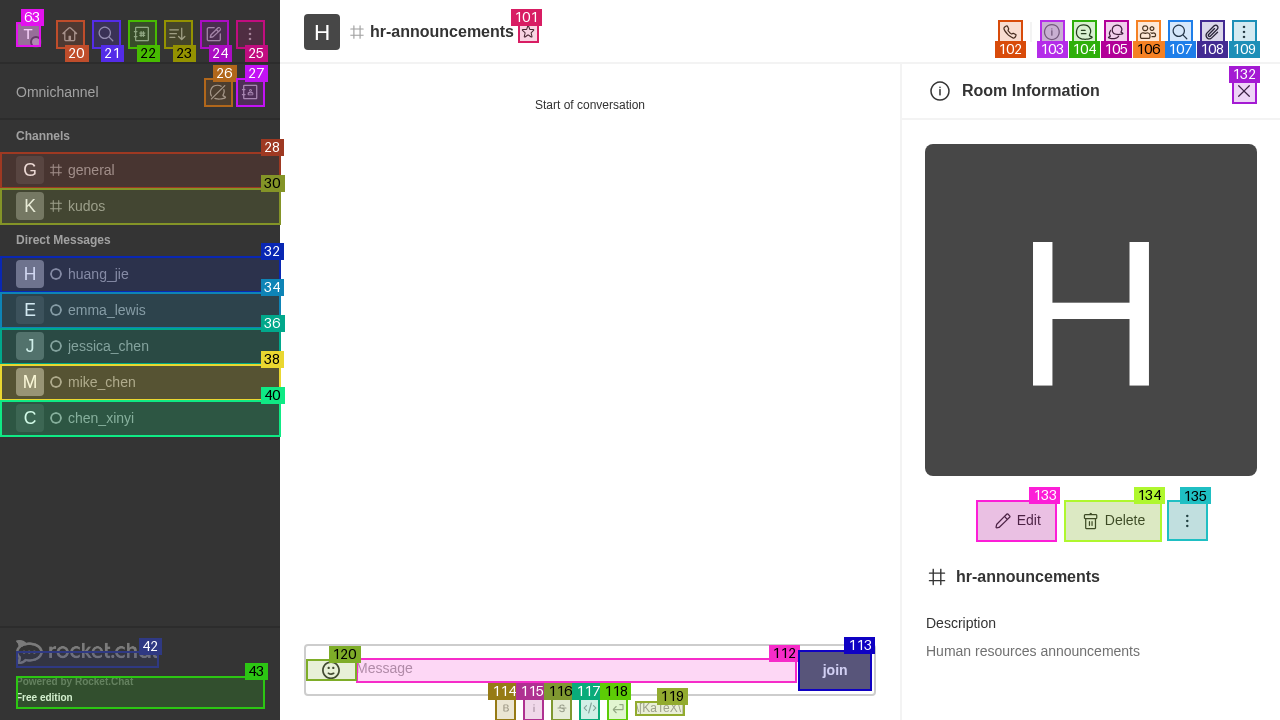 63
T
20
21
22
23
24
25
26
27
Omnichannel
Channels
28
G general
30
K kudos
Direct Messages
32
H huang_jie
34
E emma_lewis
36
J jessica_chen
38
M mike_chen
40
C chen_xinyi
42
rocket.chat
43
Powered by Rocket.Chat
Free edition
H hr-announcements
101
102
103
104
105
106
107
108
109
Start of conversation
120
112
113
Message
join
114
115
116
117
118
119
B
i
S
\[KaTeX\]
Room Information
132
H
133
134
135
Edit
Delete
hr-announcements
Description
Human resources announcements